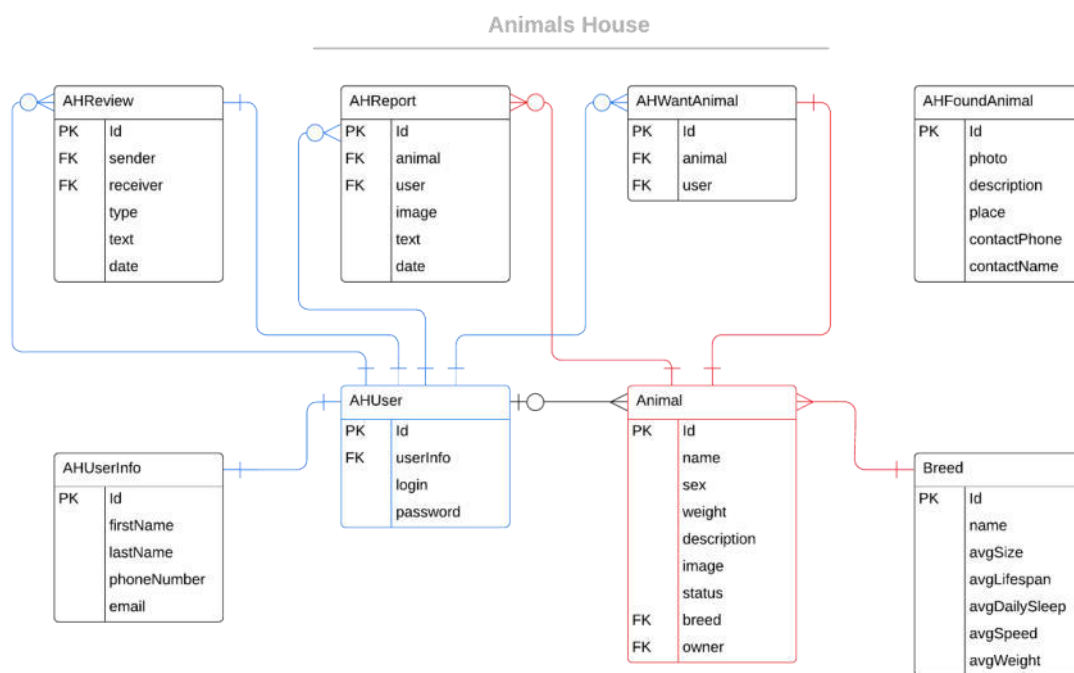 Animals House
AHReview
PK Id
FK sender
FK receiver
type
text
date
AHReport
PK Id
FK animal
FK user
image
text
date
AHWantAnimal
PK Id
FK animal
FK user
AHFoundAnimal
PK Id
photo
description
place
contactPhone
contactName
AHUserInfo
PK Id
firstName
lastName
phoneNumber
email
AHUser
PK Id
FK userInfo
login
password
Animal
PK Id
name
sex
weight
description
image
status
FK breed
FK owner
Breed
PK Id
name
avgSize
avgLifespan
avgDailySleep
avgSpeed
avgWeight